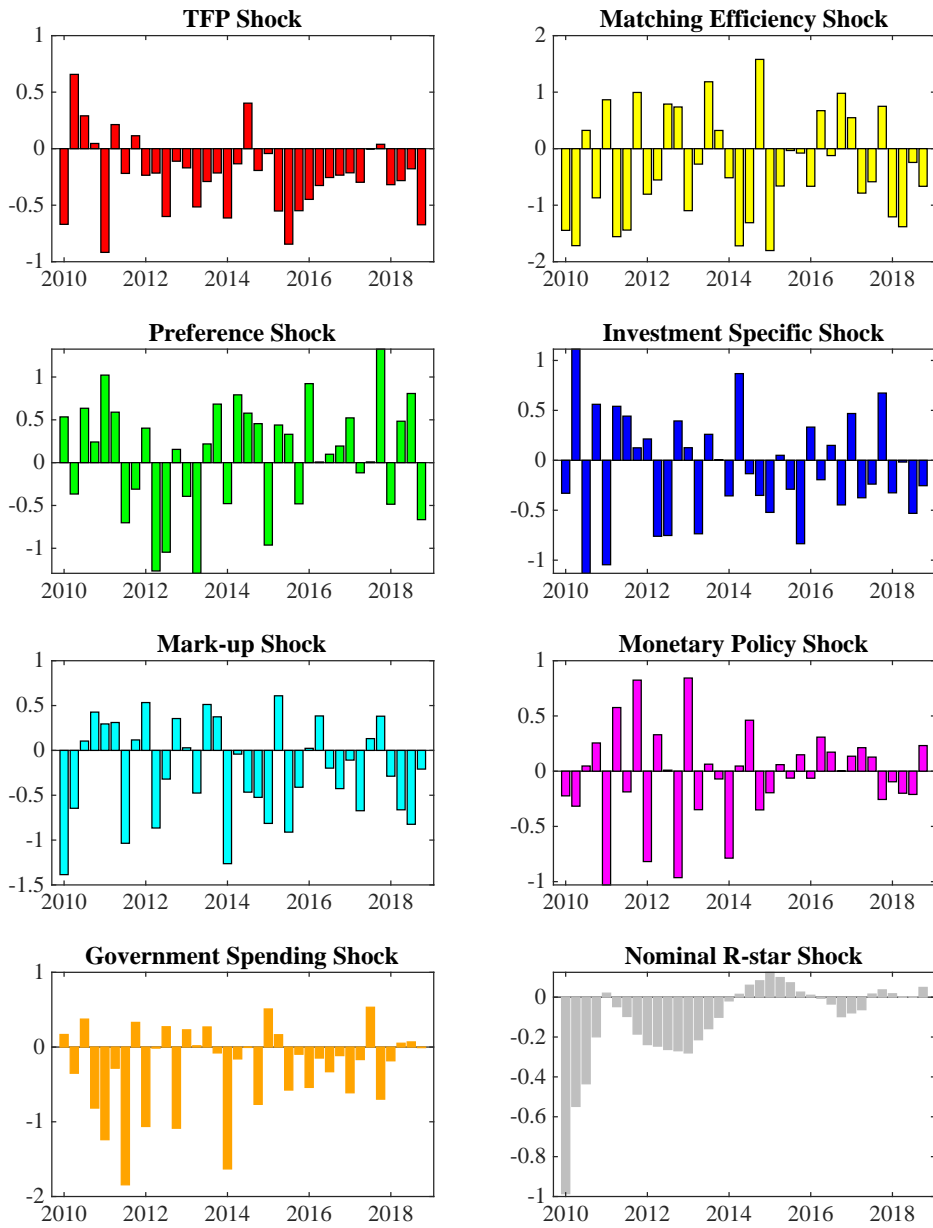 TFP Shock
1
0.5
0
-0.5
-1
2010 2012 2014 2016 2018
Matching Efficiency Shock
2
1
0
-1
-2
2010 2012 2014 2016 2018
Preference Shock
1
0.5
0
-0.5
-1
2010 2012 2014 2016 2018
Investment Specific Shock
1
0.5
0
-0.5
-1
2010 2012 2014 2016 2018
Mark-up Shock
1
0.5
0
-0.5
-1
-1.5
2010 2012 2014 2016 2018
Monetary Policy Shock
1
0.5
0
-0.5
-1
2010 2012 2014 2016 2018
Government Spending Shock
1
0
-1
-2
2010 2012 2014 2016 2018
Nominal R-star Shock
0
-0.2
-0.4
-0.6
-0.8
-1
2010 2012 2014 2016 2018